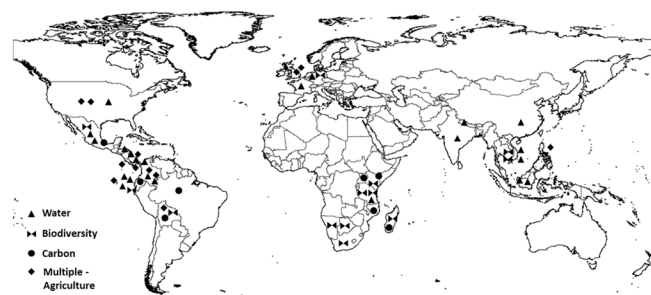 Water
Biodiversity
Carbon
Multiple -
Agriculture